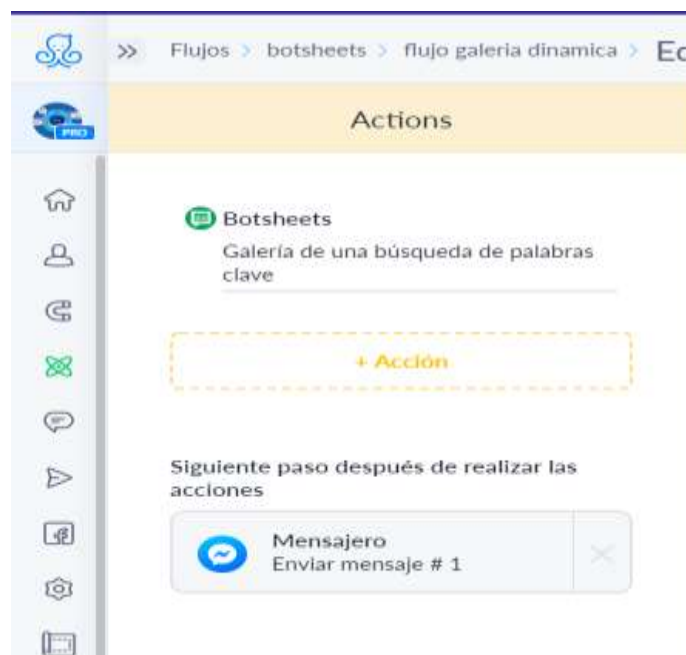 Flujos > botsheets > flujo galeria dinamica >
PRO
Actions
Botsheets
Galería de una búsqueda de palabras
clave
+ Acción
Siguiente paso después de realizar las
acciones
Mensajero
Enviar mensaje # 1